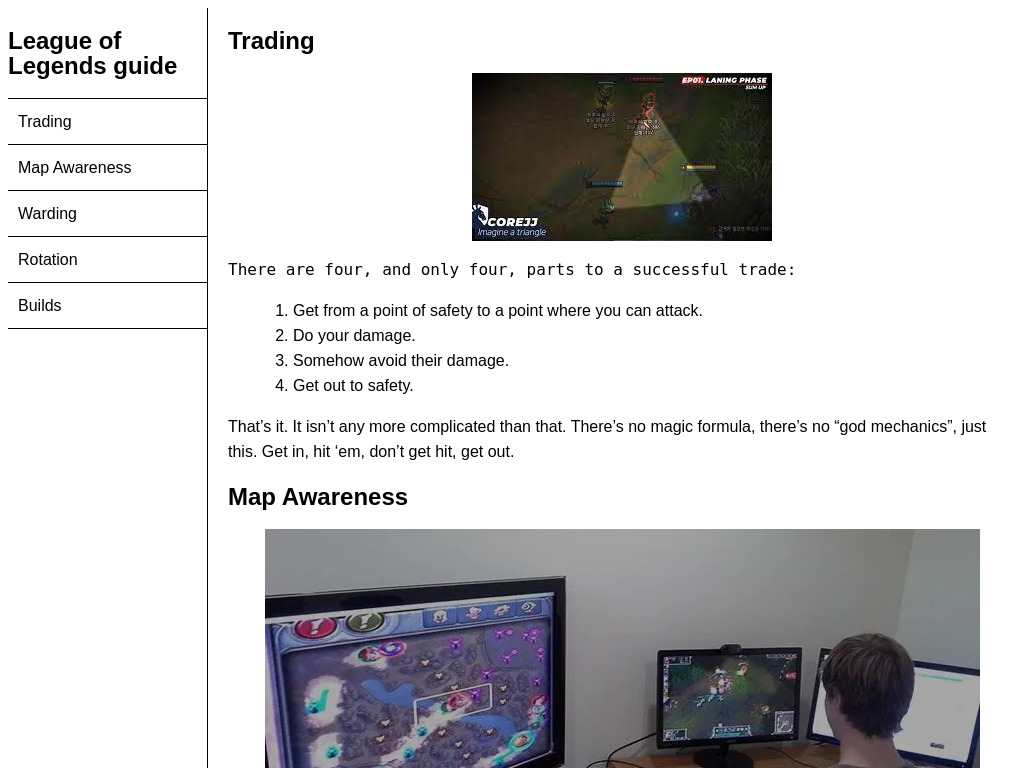 League of
Legends guide
Trading
Map Awareness
Warding
Rotation
Builds
Trading
EP01. LANING PHASE
SUM UP
COREJJ
Imagine a triangle
There are four, and only four, parts to a successful trade:
1. Get from a point of safety to a point where you can attack.
2. Do your damage.
3. Somehow avoid their damage.
4. Get out to safety.
That’s it. It isn’t any more complicated than that. There’s no magic formula, there’s no “god mechanics”, just
this. Get in, hit ‘em, don’t get hit, get out.
Map Awareness